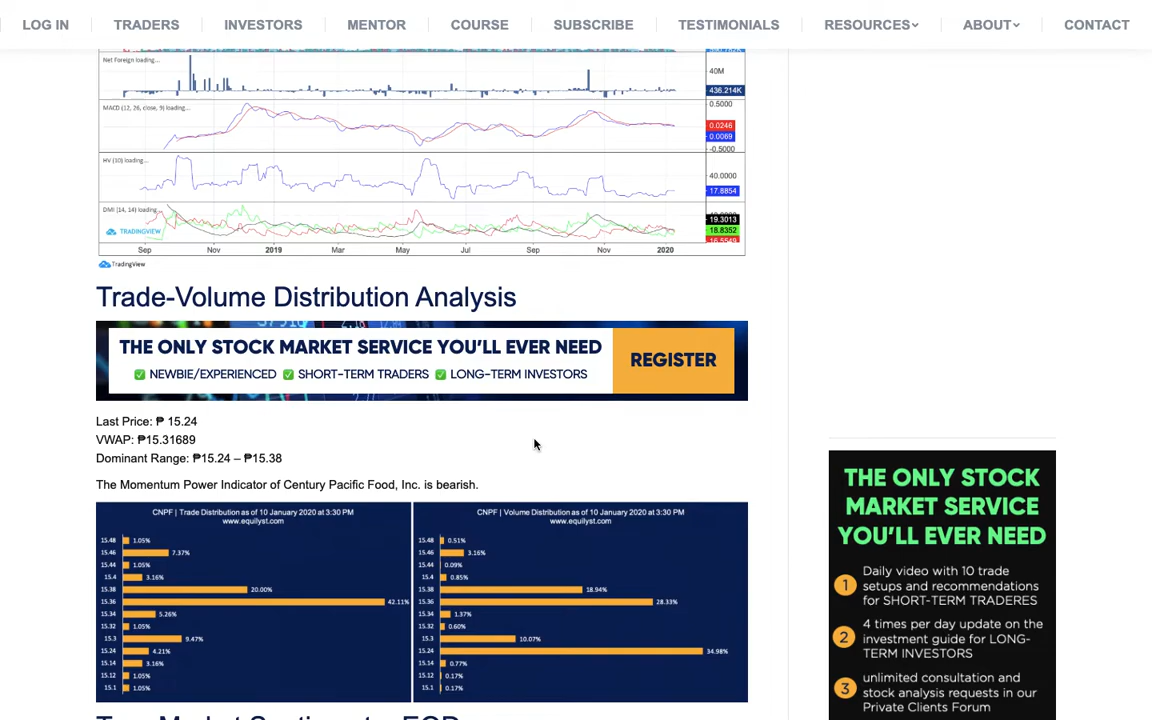 LOG IN
TRADERS
INVESTORS
MENTOR
COURSE
SUBSCRIBE
TESTIMONIALS
RESOURCES
ABOUT
CONTACT
Net Foreign loading...
40M
436.214K
MACD (12, 26, close, 9) loading...
0.5000
0.0246
0.0069
-0.5000
HV (10) loading...
40.0000
17.8854
DMI (14, 14) loading...
19.3013
18.8352
16.5549
TRADINGVIEW
Sep Nov 2019 Mar May Jul Sep Nov 2020
TradingView
Trade-Volume Distribution Analysis
THE ONLY STOCK MARKET SERVICE YOU'LL EVER NEED
✅ NEWBIE/EXPERIENCED ✅ SHORT-TERM TRADERS ✅ LONG-TERM INVESTORS
REGISTER
Last Price: ₱ 15.24
VWAP: ₱15.31689
Dominant Range: ₱15.24 – ₱15.38
The Momentum Power Indicator of Century Pacific Food, Inc. is bearish.
CNPF | Trade Distribution as of 10 January 2020 at 3:30 PM
www.equilyst.com
15.48 1.05%
15.46 7.37%
15.44 1.05%
15.4 3.16%
15.38 20.00%
15.36 42.11%
15.34 5.26%
15.32 1.05%
15.3 9.47%
15.24 4.21%
15.14 3.16%
15.12 1.05%
15.1 1.05%
CNPF | Volume Distribution as of 10 January 2020 at 3:30 PM
www.equilyst.com
15.48 0.51%
15.46 3.16%
15.44 0.09%
15.4 0.85%
15.38 18.94%
15.36 28.33%
15.34 1.37%
15.32 0.60%
15.3 10.07%
15.24 34.98%
15.14 0.77%
15.12 0.17%
15.1 0.17%
THE ONLY STOCK
MARKET SERVICE
YOU'LL EVER NEED
1 Daily video with 10 trade
setups and recommendations
for SHORT-TERM TRADERES
2 4 times per day update on the
investment guide for LONG-
TERM INVESTORS
3 unlimited consultation and
stock analysis requests in our
Private Clients Forum